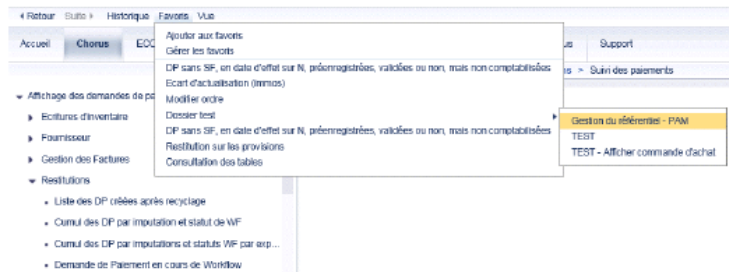 Retour Suite Historique Favoris Vue
Ajouter aux favoris
Gérer les favoris
Accueil Chorus ECC us Support
DP sans SF, en date d'effet sur N, préenregistrées, validées ou non, mais non comptabilisées
ns > Suivi des paiements
Ecart d'actualisation (immos)
Affichage des demandes de pa
Modifier ordre
Ecritures d'inventaire
Dossier test
Gestion du référentiel - PAM
Fournisseur
DP sans SF, en date d'effet sur N, préenregistrées, validées ou non, mais non comptabilisées
TEST
Restitution sur les provisions
TEST - Afficher commande d'achat
Gestion des Factures
Consultation des tables
Restitutions
Liste des DP créées après recyclage
Cumul des DP par imputation et statut de WF
Cumul des DP par imputations et statuts WF par exp...
Demande de Paiement en cours de Workflow